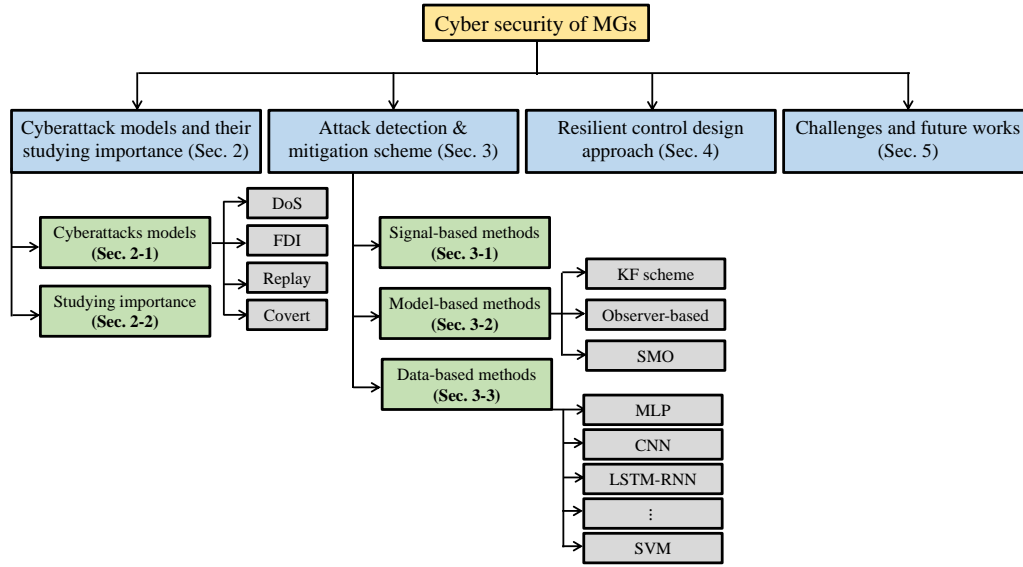 Cyber security of MGs
Cyberattack models and their
studying importance (Sec. 2)
Attack detection &
mitigation scheme (Sec. 3)
Resilient control design
approach (Sec. 4)
Challenges and future works
(Sec. 5)
Cyberattacks models
(Sec. 2-1)
Studying importance
(Sec. 2-2)
DoS
FDI
Replay
Covert
Signal-based methods
(Sec. 3-1)
Model-based methods
(Sec. 3-2)
Data-based methods
(Sec. 3-3)
KF scheme
Observer-based
SMO
MLP
CNN
LSTM-RNN
⋮
SVM